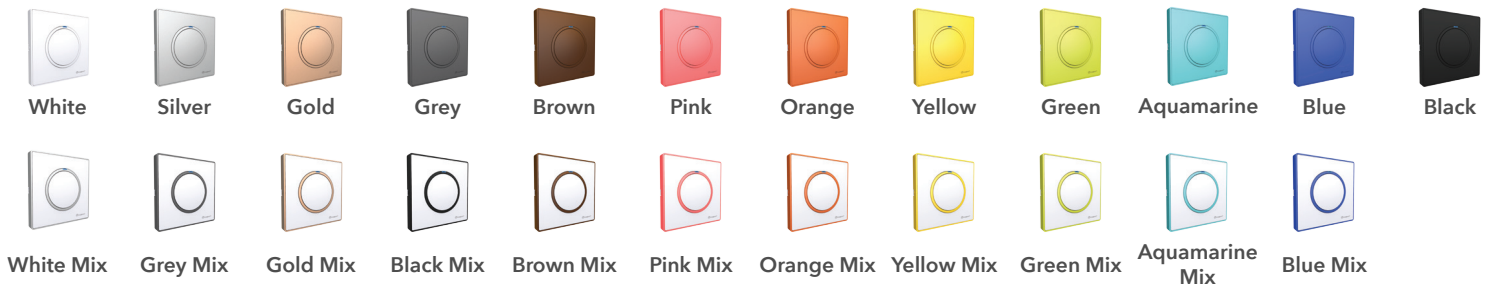 White Silver Gold Grey Brown Pink Orange Yellow Green Aquamarine Blue Black
White Mix Grey Mix Gold Mix Black Mix Brown Mix Pink Mix Orange Mix Yellow Mix Green Mix Aquamarine Mix Blue Mix